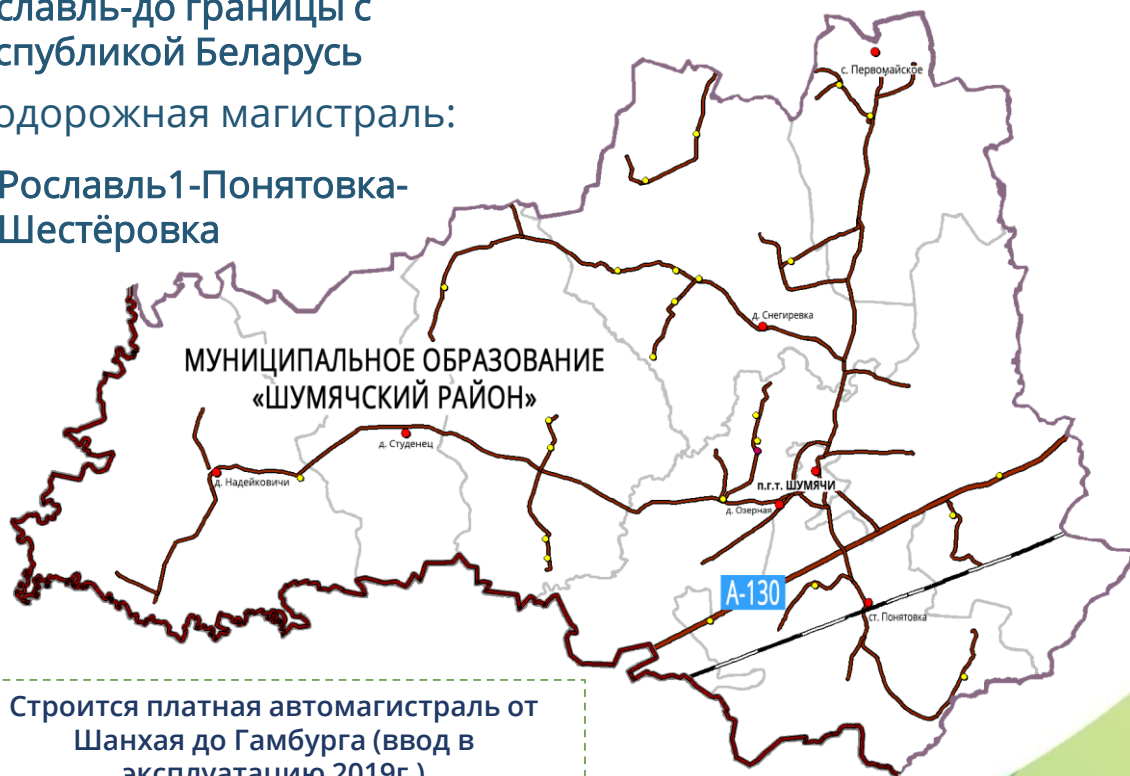 славль-до границы с
спубликой Беларусь
одорожная магистраль:
Рославль1-Понятовка-
Шестёровка
с. Первомайское
д. Снегиревка
МУНИЦИПАЛЬНОЕ ОБРАЗОВАНИЕ
«ШУМЯЧСКИЙ РАЙОН»
д. Студенец
д. Надейковичи
п.г.т. ШУМЯЧИ
д. Озерная
А-130
ст. Понятовка
Строится платная автомагистраль от
Шанхая до Гамбурга (ввод в
эксплуатацию 2019г.)